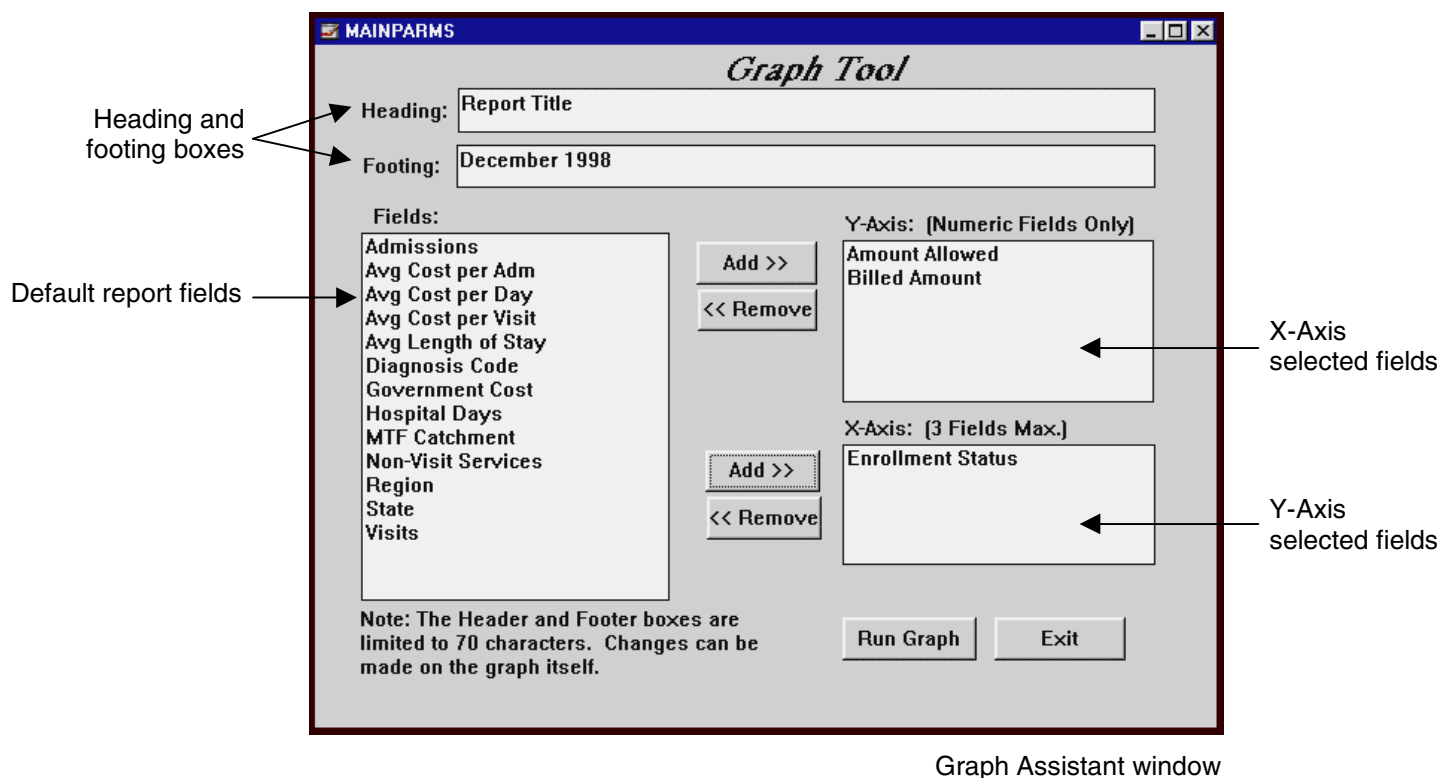 MAINPARMS
Graph Tool
Heading and
footing boxes
Heading:
Report Title
Footing:
December 1998
Fields:
Default report fields
Admissions
Avg Cost per Adm
Avg Cost per Day
Avg Cost per Visit
Avg Length of Stay
Diagnosis Code
Government Cost
Hospital Days
MTF Catchment
Non-Visit Services
Region
State
Visits
Add >>
<< Remove
Y-Axis: (Numeric Fields Only)
Amount Allowed
Billed Amount
X-Axis
selected fields
Add >>
<< Remove
X-Axis: (3 Fields Max.)
Enrollment Status
Y-Axis
selected fields
Note: The Header and Footer boxes are
limited to 70 characters. Changes can be
made on the graph itself.
Run Graph
Exit
Graph Assistant window